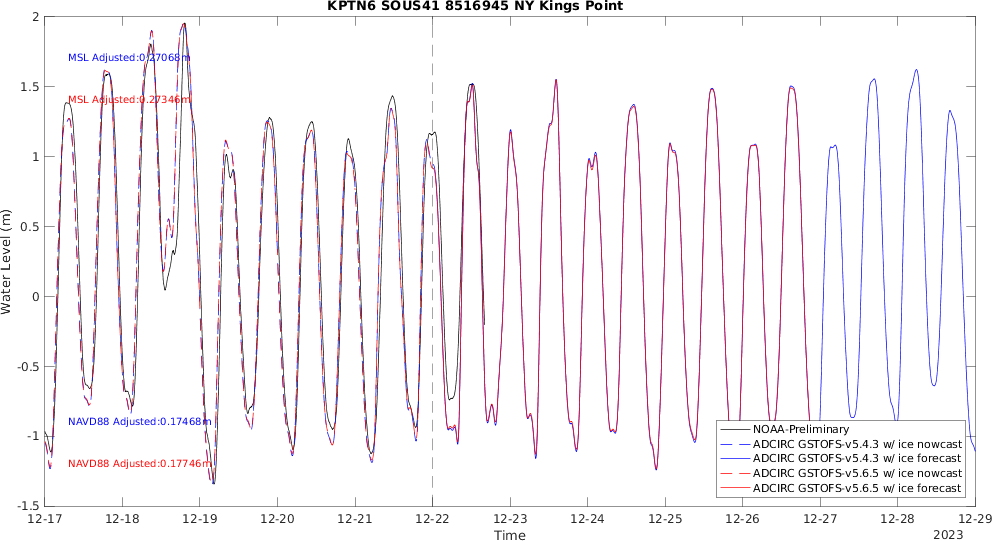 KPTN6 SOUS41 8516945 NY Kings Point
Water Level (m)
2
1.5
1
0.5
0
-0.5
-1
-1.5
MSL Adjusted:0.27068m
MSL Adjusted:0.27346m
NAVD88 Adjusted:0.17468m
NAVD88 Adjusted:0.17746m
NOAA-Preliminary
ADCIRC GSTOFS-v5.4.3 w/ ice nowcast
ADCIRC GSTOFS-v5.4.3 w/ ice forecast
ADCIRC GSTOFS-v5.6.5 w/ ice nowcast
ADCIRC GSTOFS-v5.6.5 w/ ice forecast
12-17 12-18 12-19 12-20 12-21 12-22 12-23 12-24 12-25 12-26 12-27 12-28 12-29
Time
2023